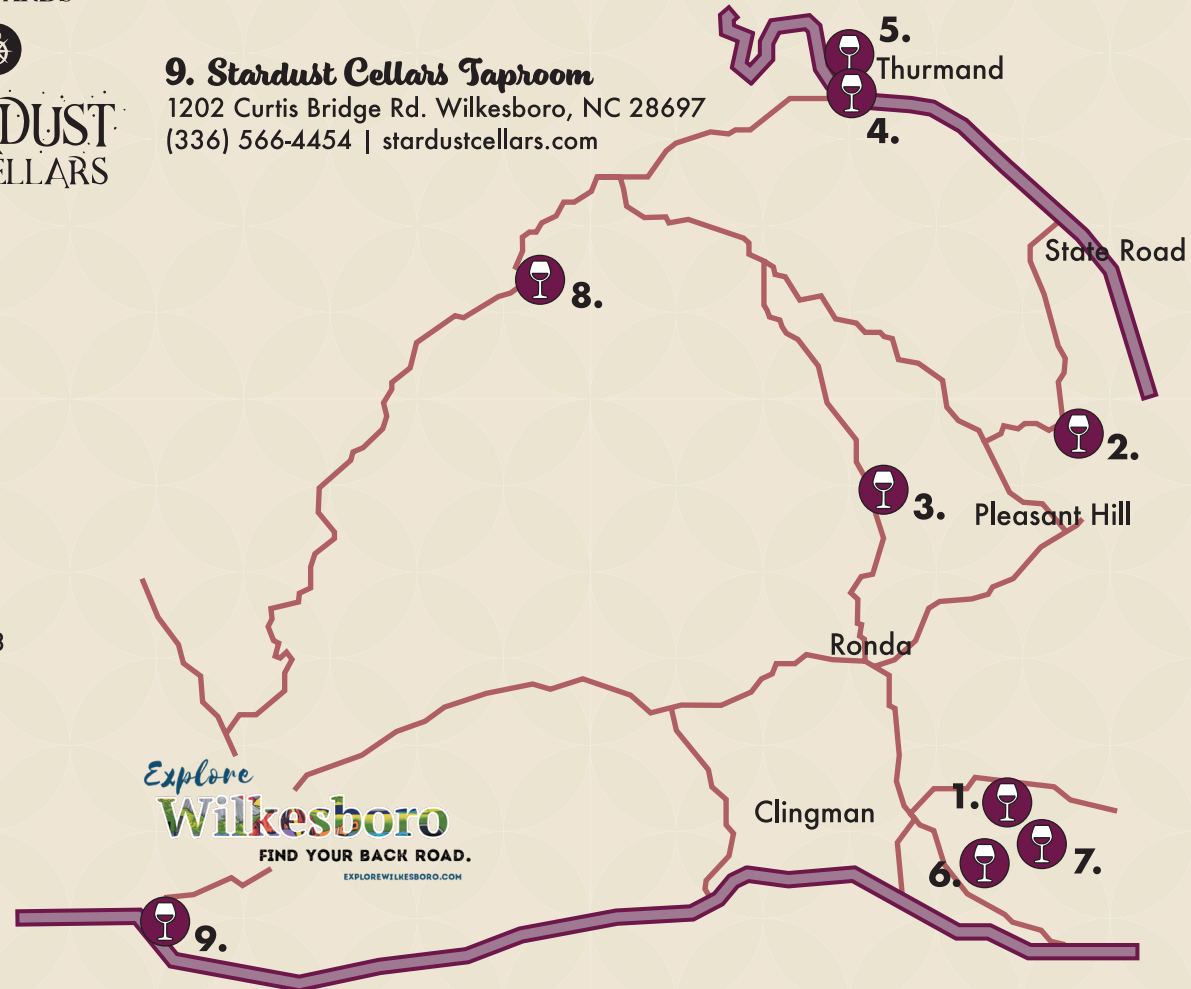 9. Stardust Cellars Taproom
1202 Curtis Bridge Rd. Wilkesboro, NC 28697
(336) 566-4454 | stardustcellars.com
5.
Thurmand
4.
State Road
8.
2.
3.
Pleasant Hill
Ronda
Explore
Wilkesboro
FIND YOUR BACK ROAD.
EXPLOREWILKESBORO.COM
Clingman
1.
7.
6.
9.